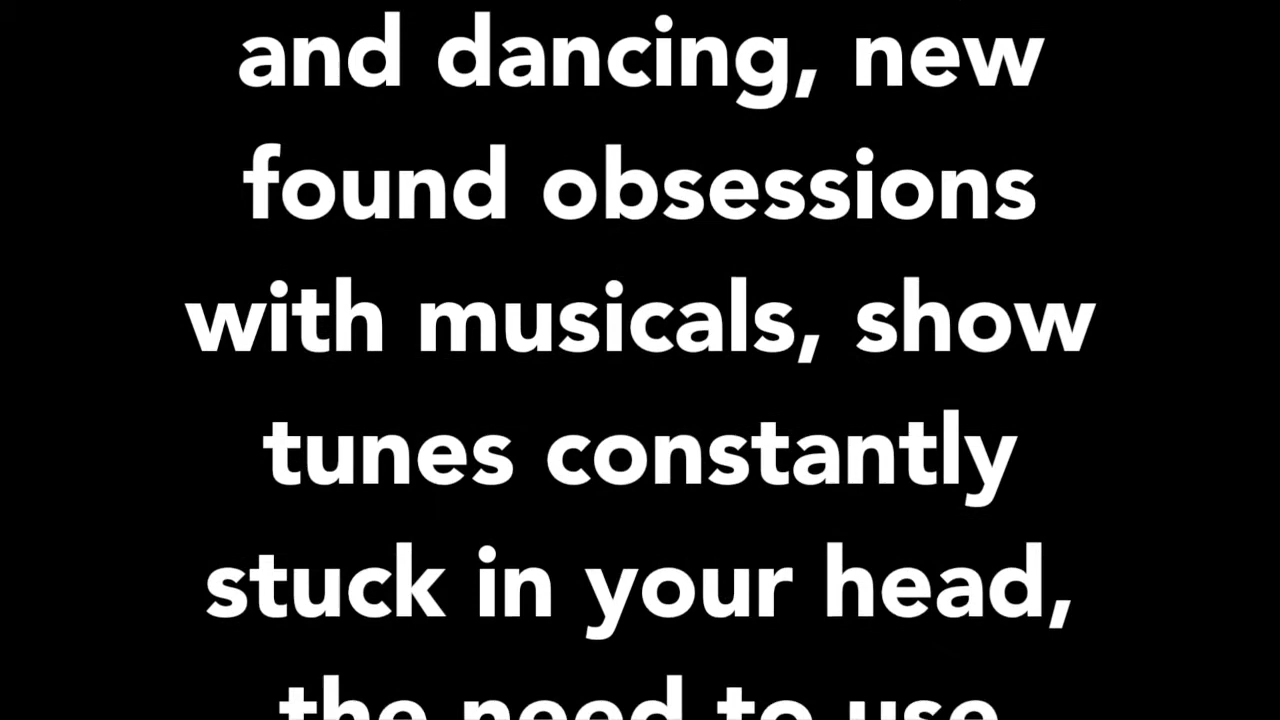 and dancing, new
found obsessions
with musicals, show
tunes constantly
stuck in your head,
the need to use